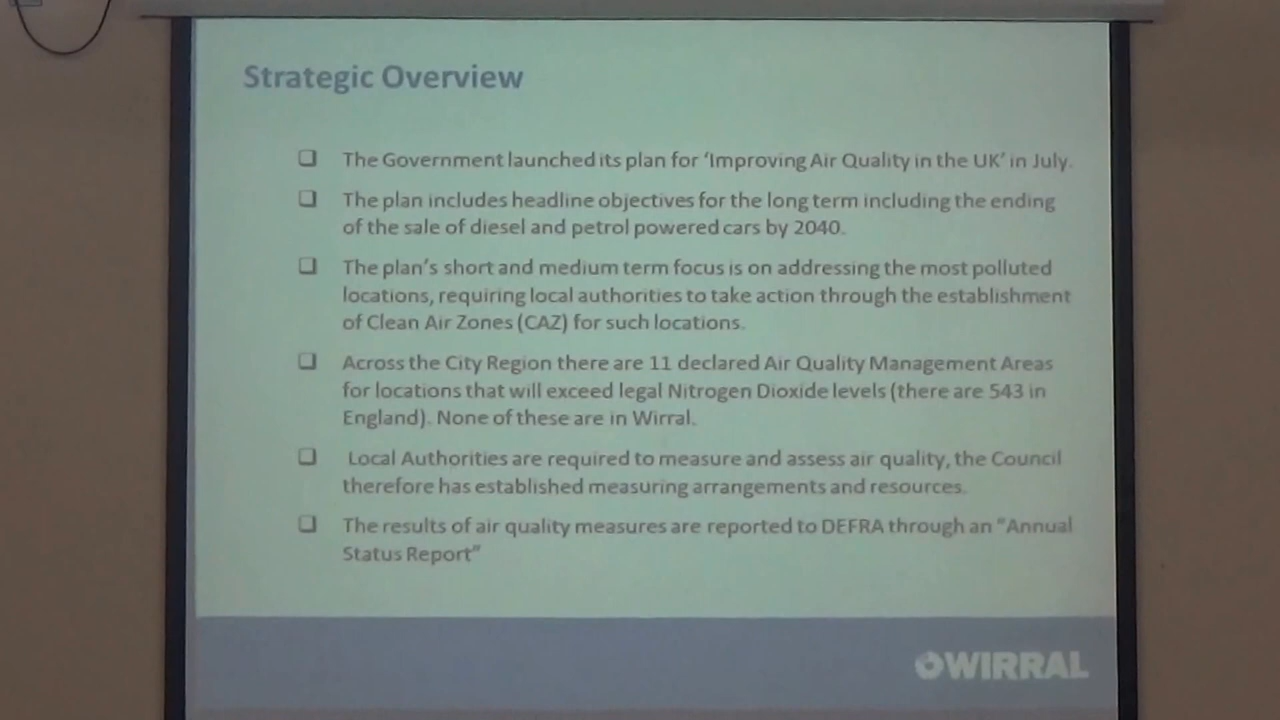 Strategic Overview
❑ The Government launched its plan for ‘Improving Air Quality in the UK’ in July.
❑ The plan includes headline objectives for the long term including the ending
of the sale of diesel and petrol powered cars by 2040.
❑ The plan’s short and medium term focus is on addressing the most polluted
locations, requiring local authorities to take action through the establishment
of Clean Air Zones (CAZ) for such locations.
❑ Across the City Region there are 11 declared Air Quality Management Areas
for locations that will exceed legal Nitrogen Dioxide levels (there are 543 in
England). None of these are in Wirral.
❑ Local Authorities are required to measure and assess air quality, the Council
therefore has established measuring arrangements and resources.
❑ The results of air quality measures are reported to DEFRA through an “Annual
Status Report”
WIRRAL